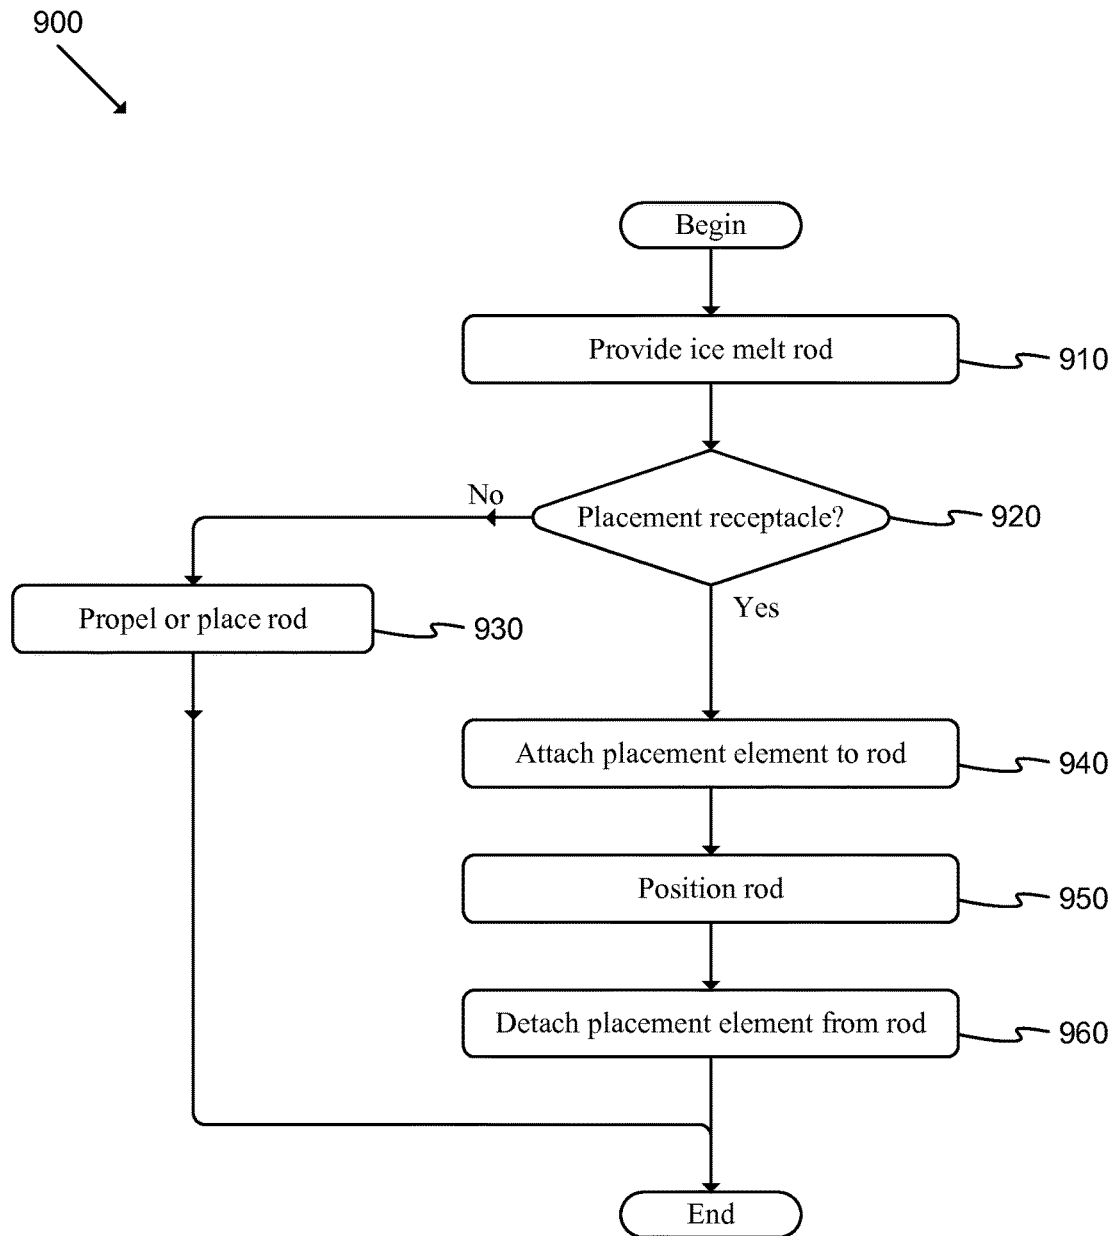 900
Begin
Provide ice melt rod
910
No
Placement receptacle?
920
Propel or place rod
930
Yes
Attach placement element to rod
940
Position rod
950
Detach placement element from rod
960
End